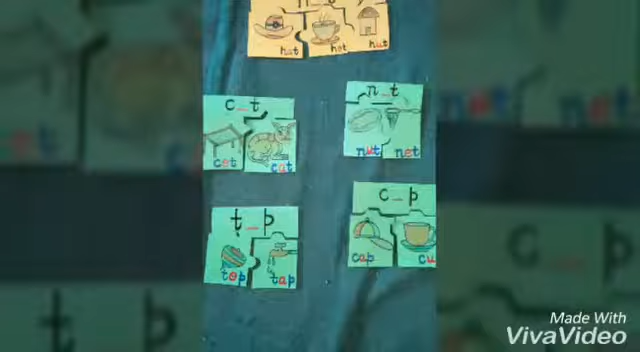 h_t
hat hot hut
c_t n_t
cot cat nut net
t_p c_p
top tap cap cu
Made With
VivaVideo